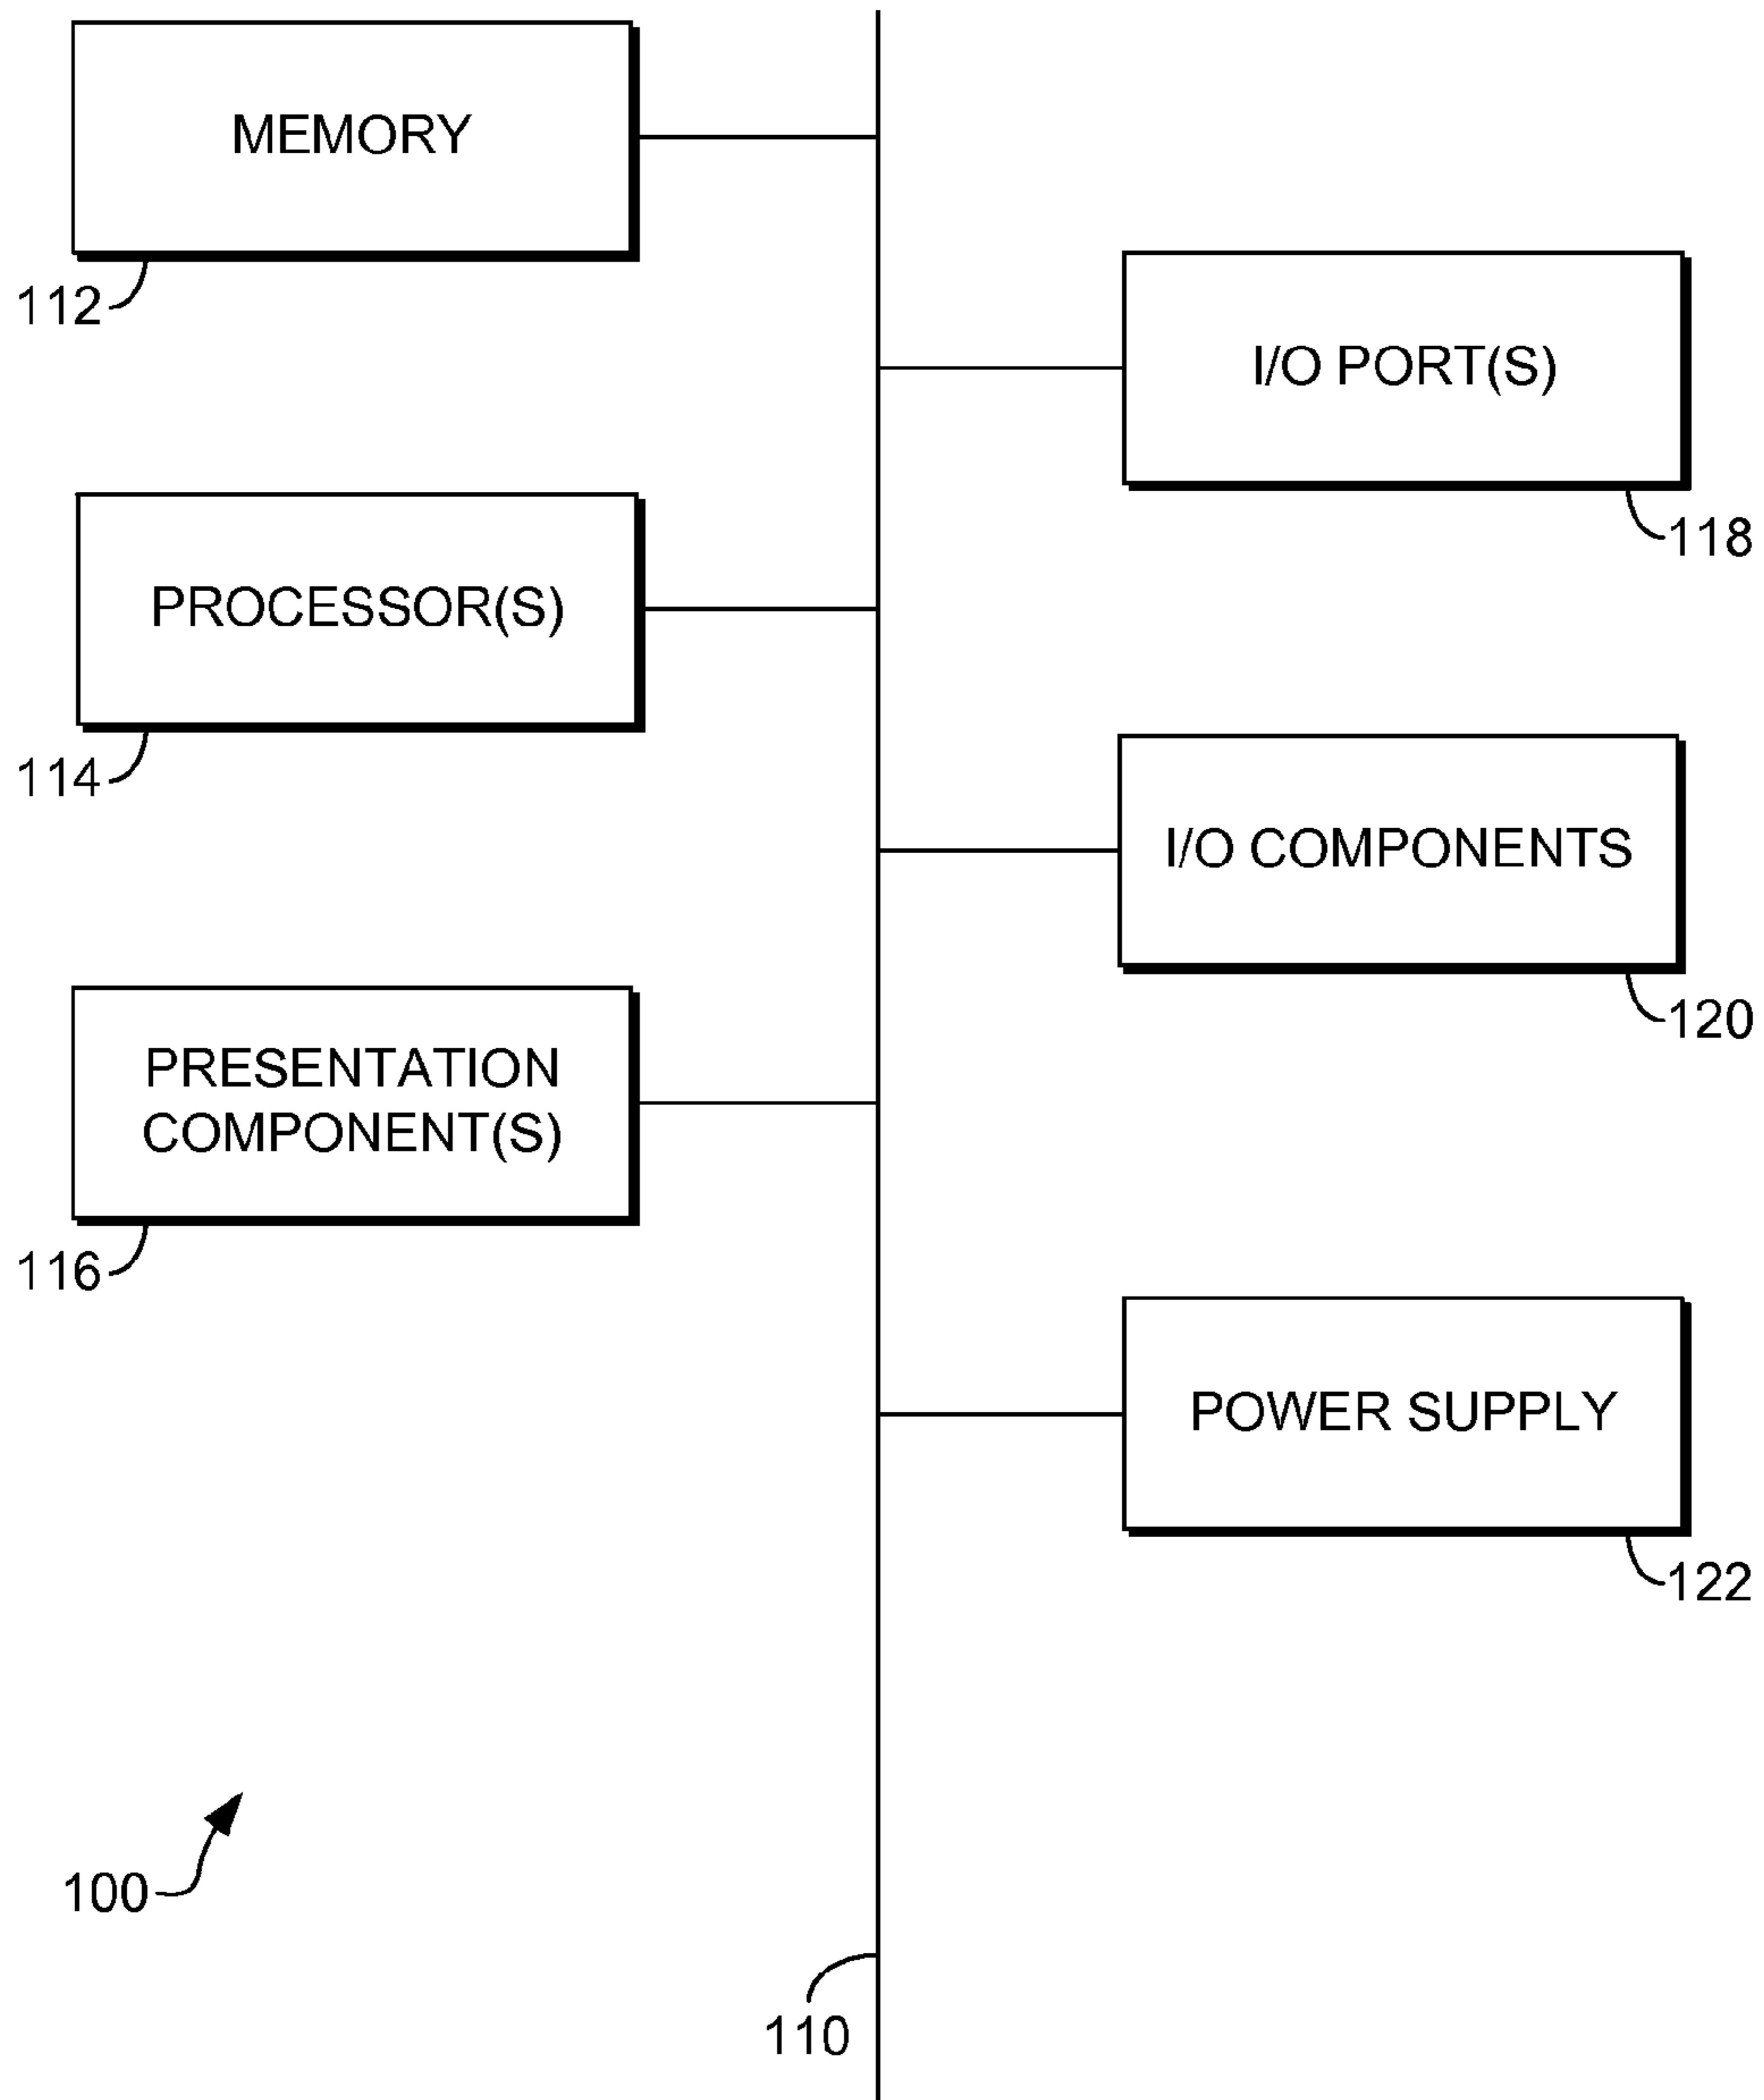 MEMORY
112
I/O PORT(S)
118
PROCESSOR(S)
114
I/O COMPONENTS
120
PRESENTATION
COMPONENT(S)
116
POWER SUPPLY
122
100
110